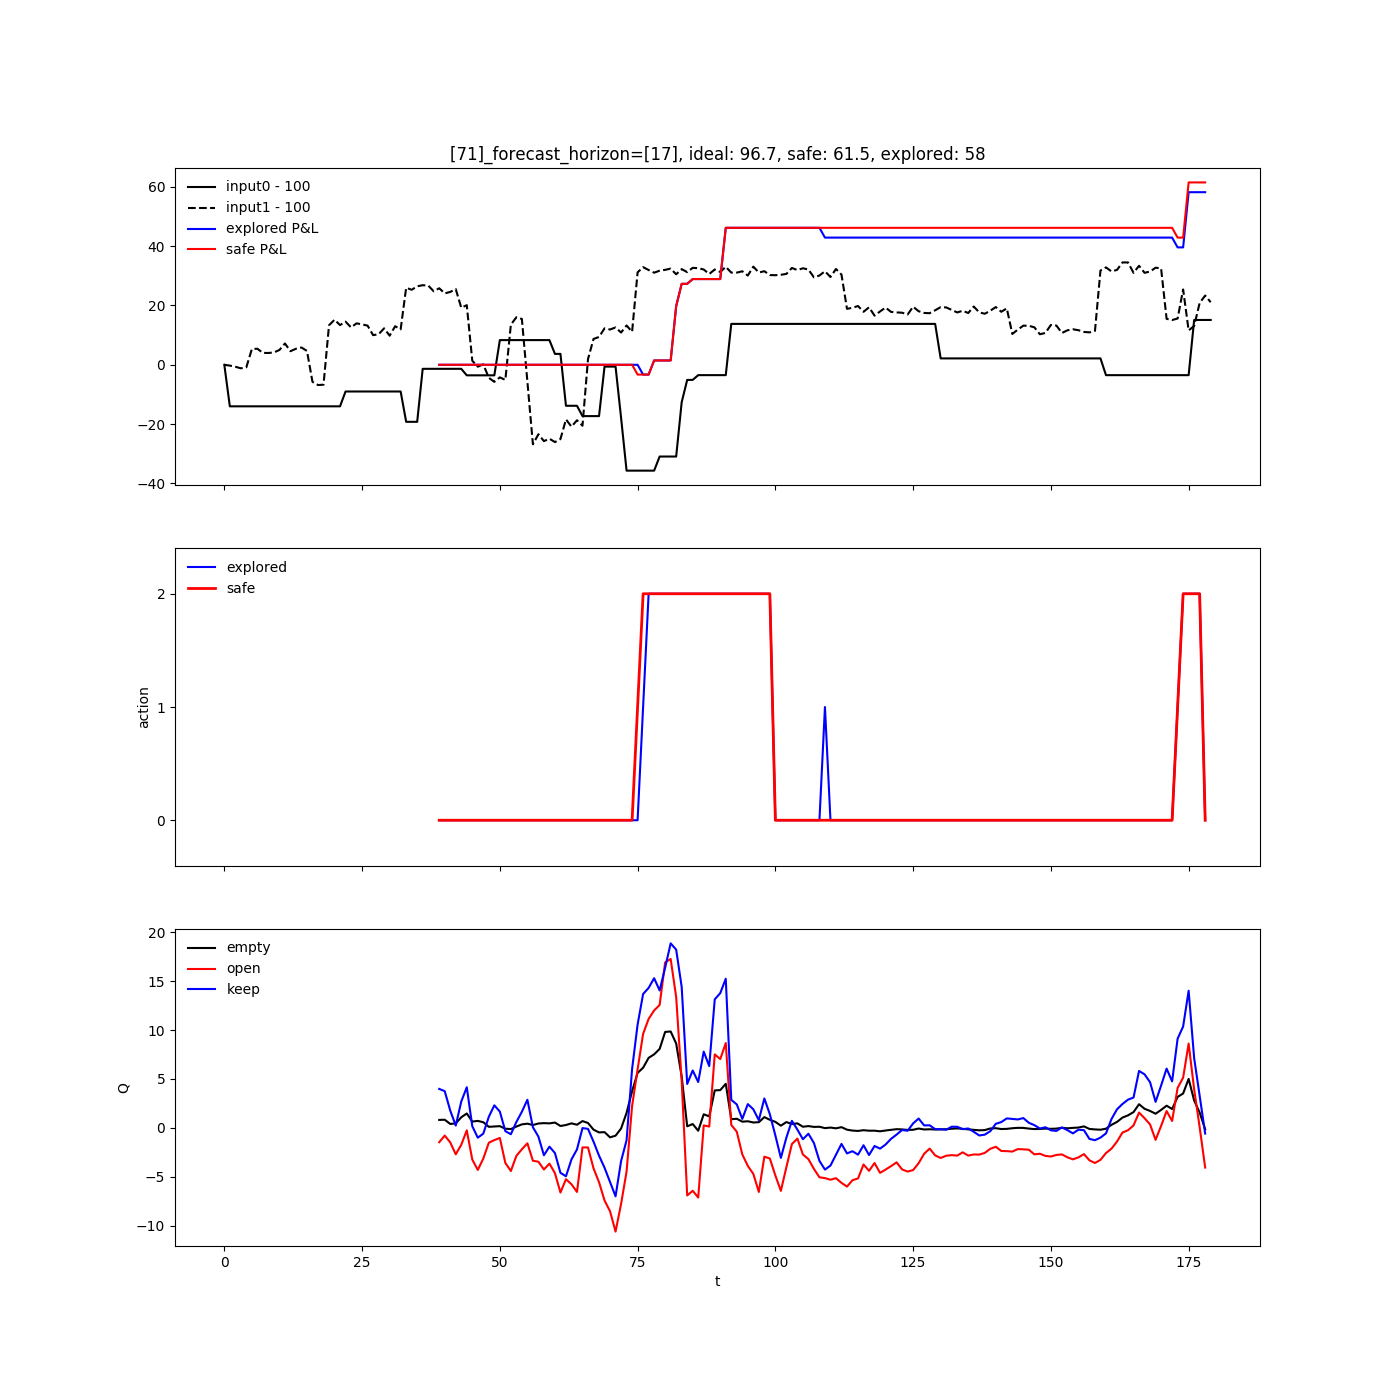 [71]_forecast_horizon=[17], ideal: 96.7, safe: 61.5, explored: 58
60
40
20
0
−20
−40
input0 - 100
input1 - 100
explored P&L
safe P&L
2
1
0
action
explored
safe
20
15
10
5
0
−5
−10
Q
empty
open
keep
0
25
50
75
100
125
150
175
t